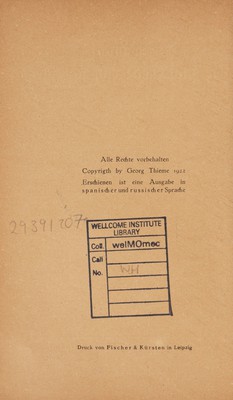 Alle Rechte vorbehalten
Copyrigth by Georg Thieme 1922
Erschienen ist eine Ausgabe in
spanischer und russischer Sprache
WELLCOME INSTITUTE
LIBRARY
Coll. welMOmec
Call
No.
Druck von Fischer & Kürsten in Leipzig